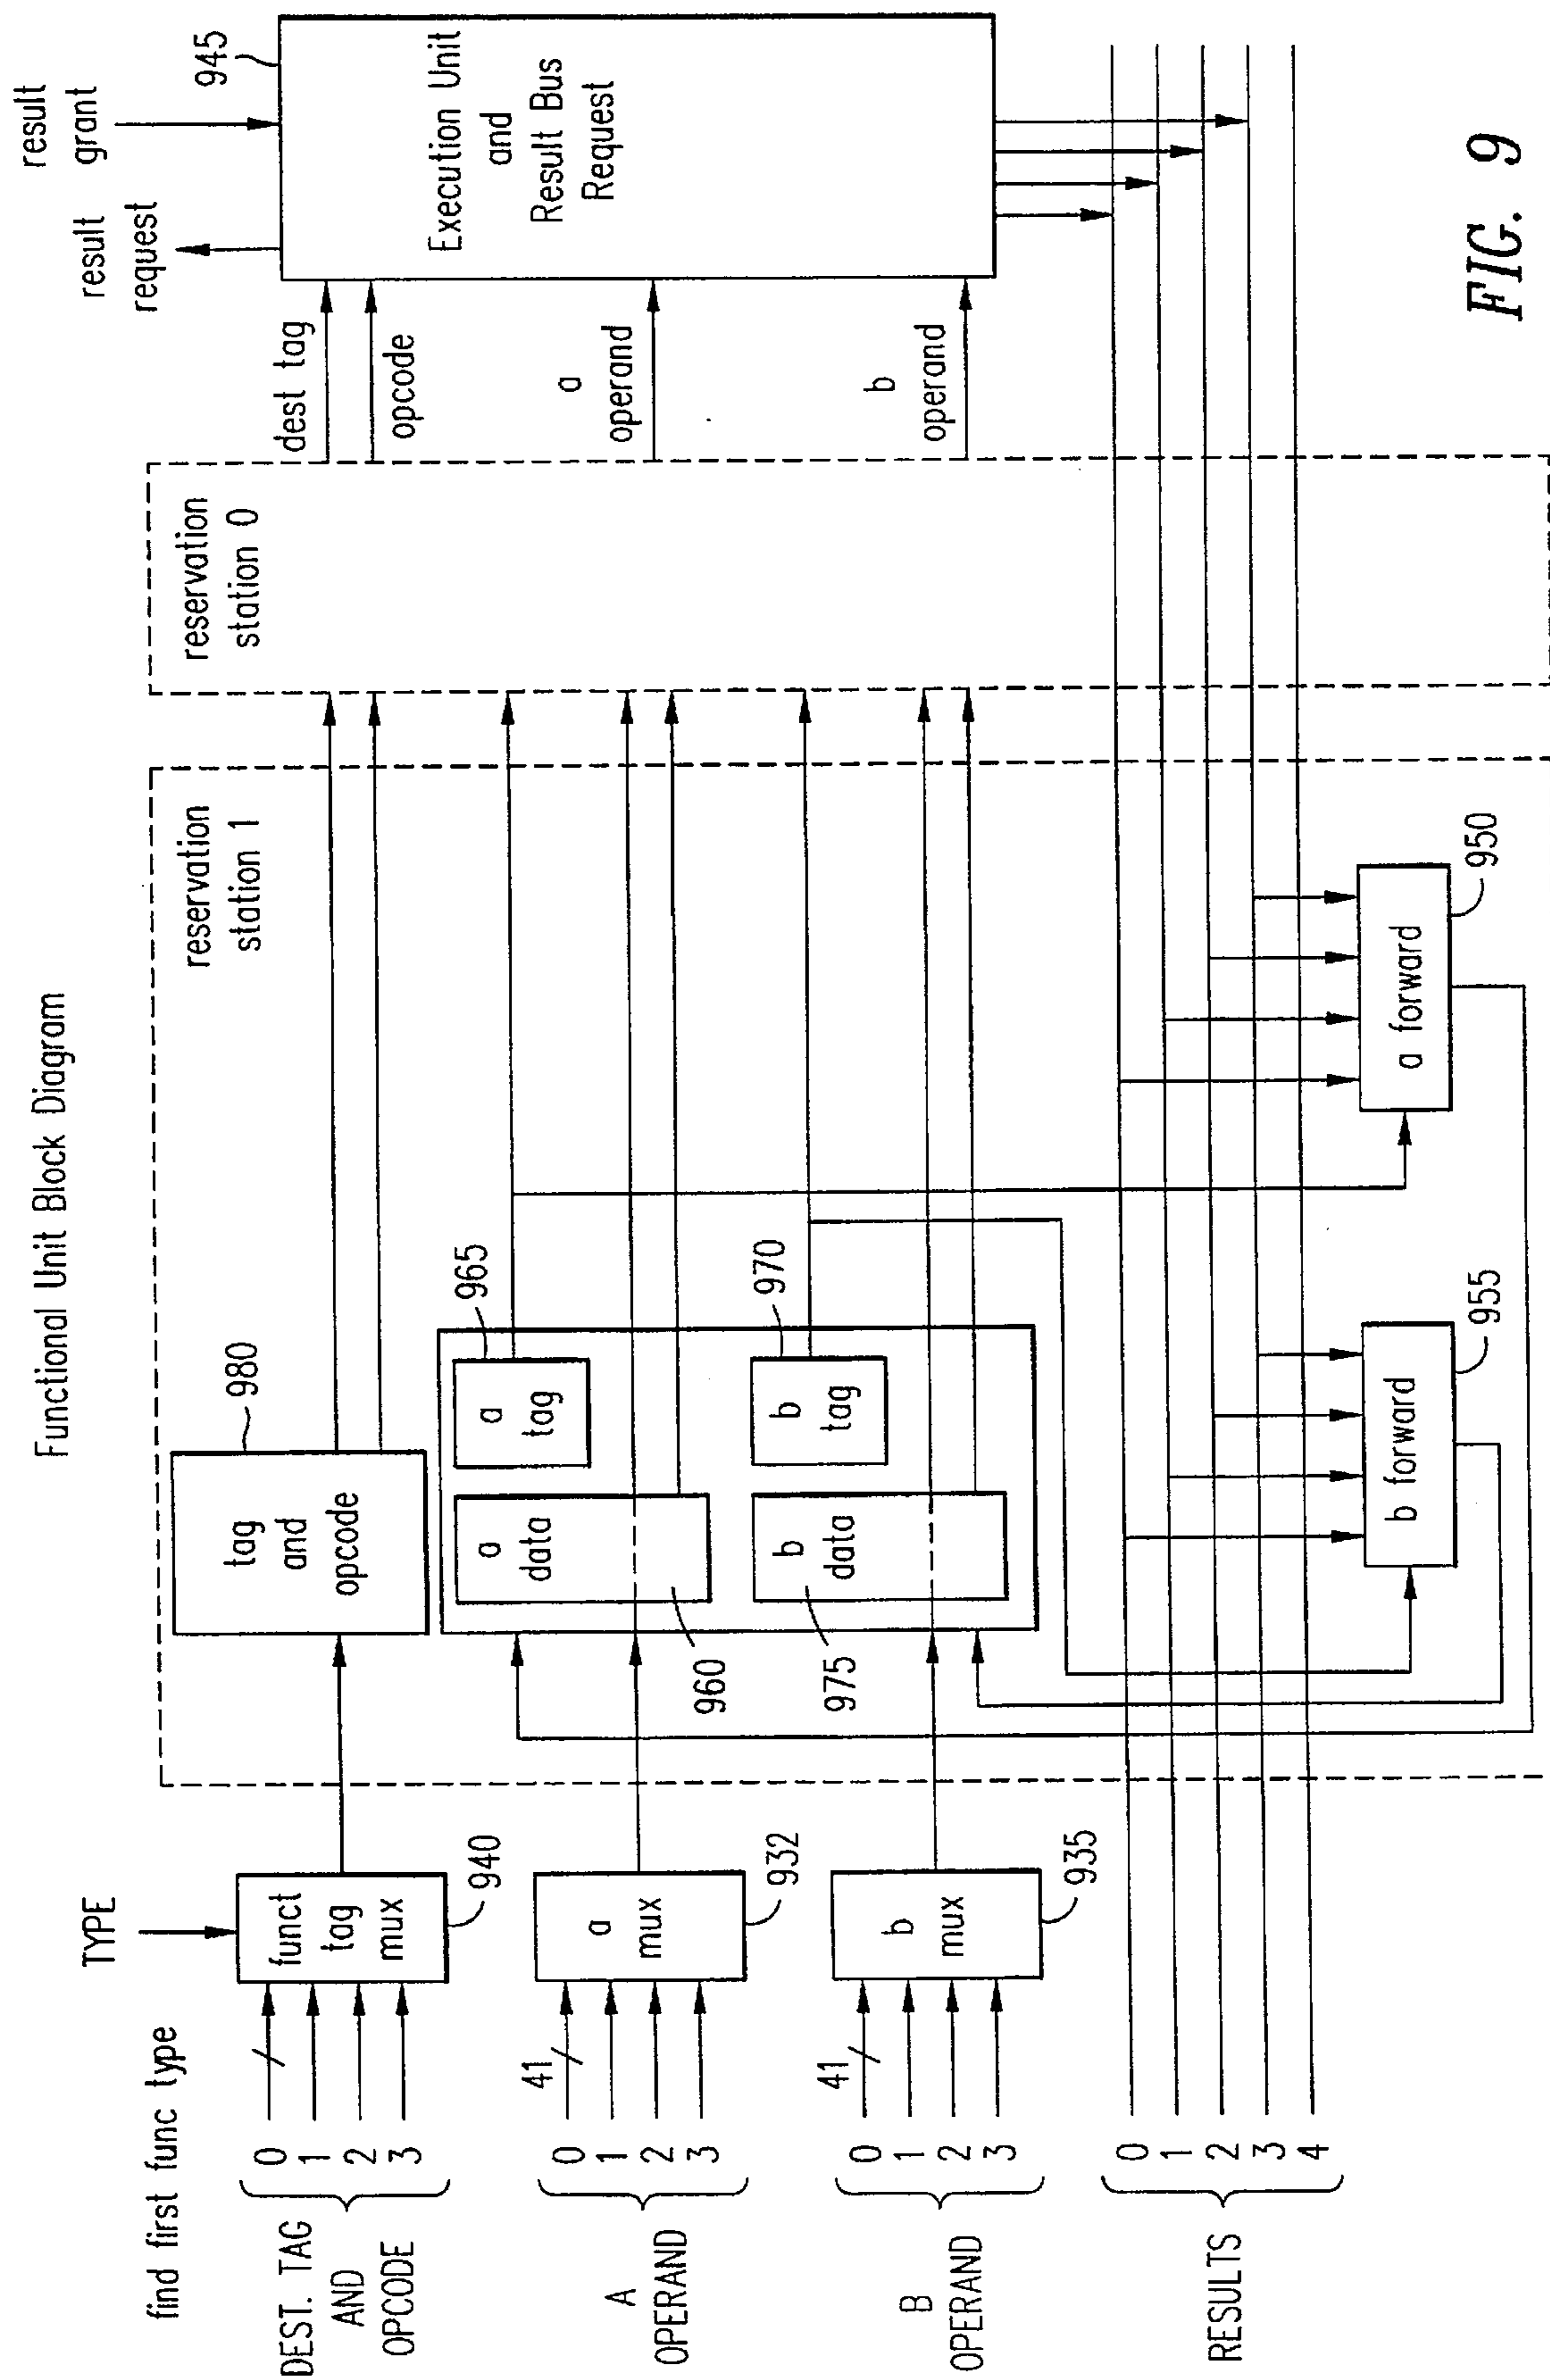 Functional Unit Block Diagram
find first func type
TYPE
DEST. TAG
AND
OPCODE
0
1
2
3
funct
tag
mux
940
A
OPERAND
41
0
1
2
3
a
mux
932
B
OPERAND
41
0
1
2
3
b
mux
935
RESULTS
0
1
2
3
4
reservation
station 1
tag
and
opcode
980
a
data
960
a
tag
965
b
data
975
b
tag
970
b forward
955
a forward
950
reservation
station 0
dest tag
opcode
a
operand
b
operand
result
request
result
grant
945
Execution Unit
and
Result Bus
Request
FIG. 9